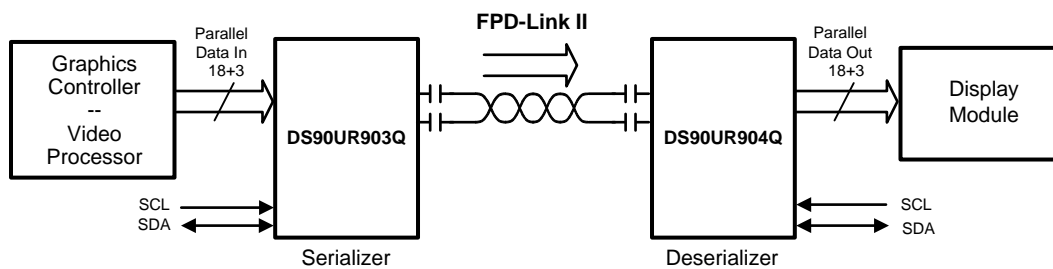 FPD-Link II
Parallel
Data In
18+3
Parallel
Data Out
18+3
Graphics
Controller
--
Video
Processor
DS90UR903Q
DS90UR904Q
Display
Module
SCL
SDA
SCL
SDA
Serializer
Deserializer